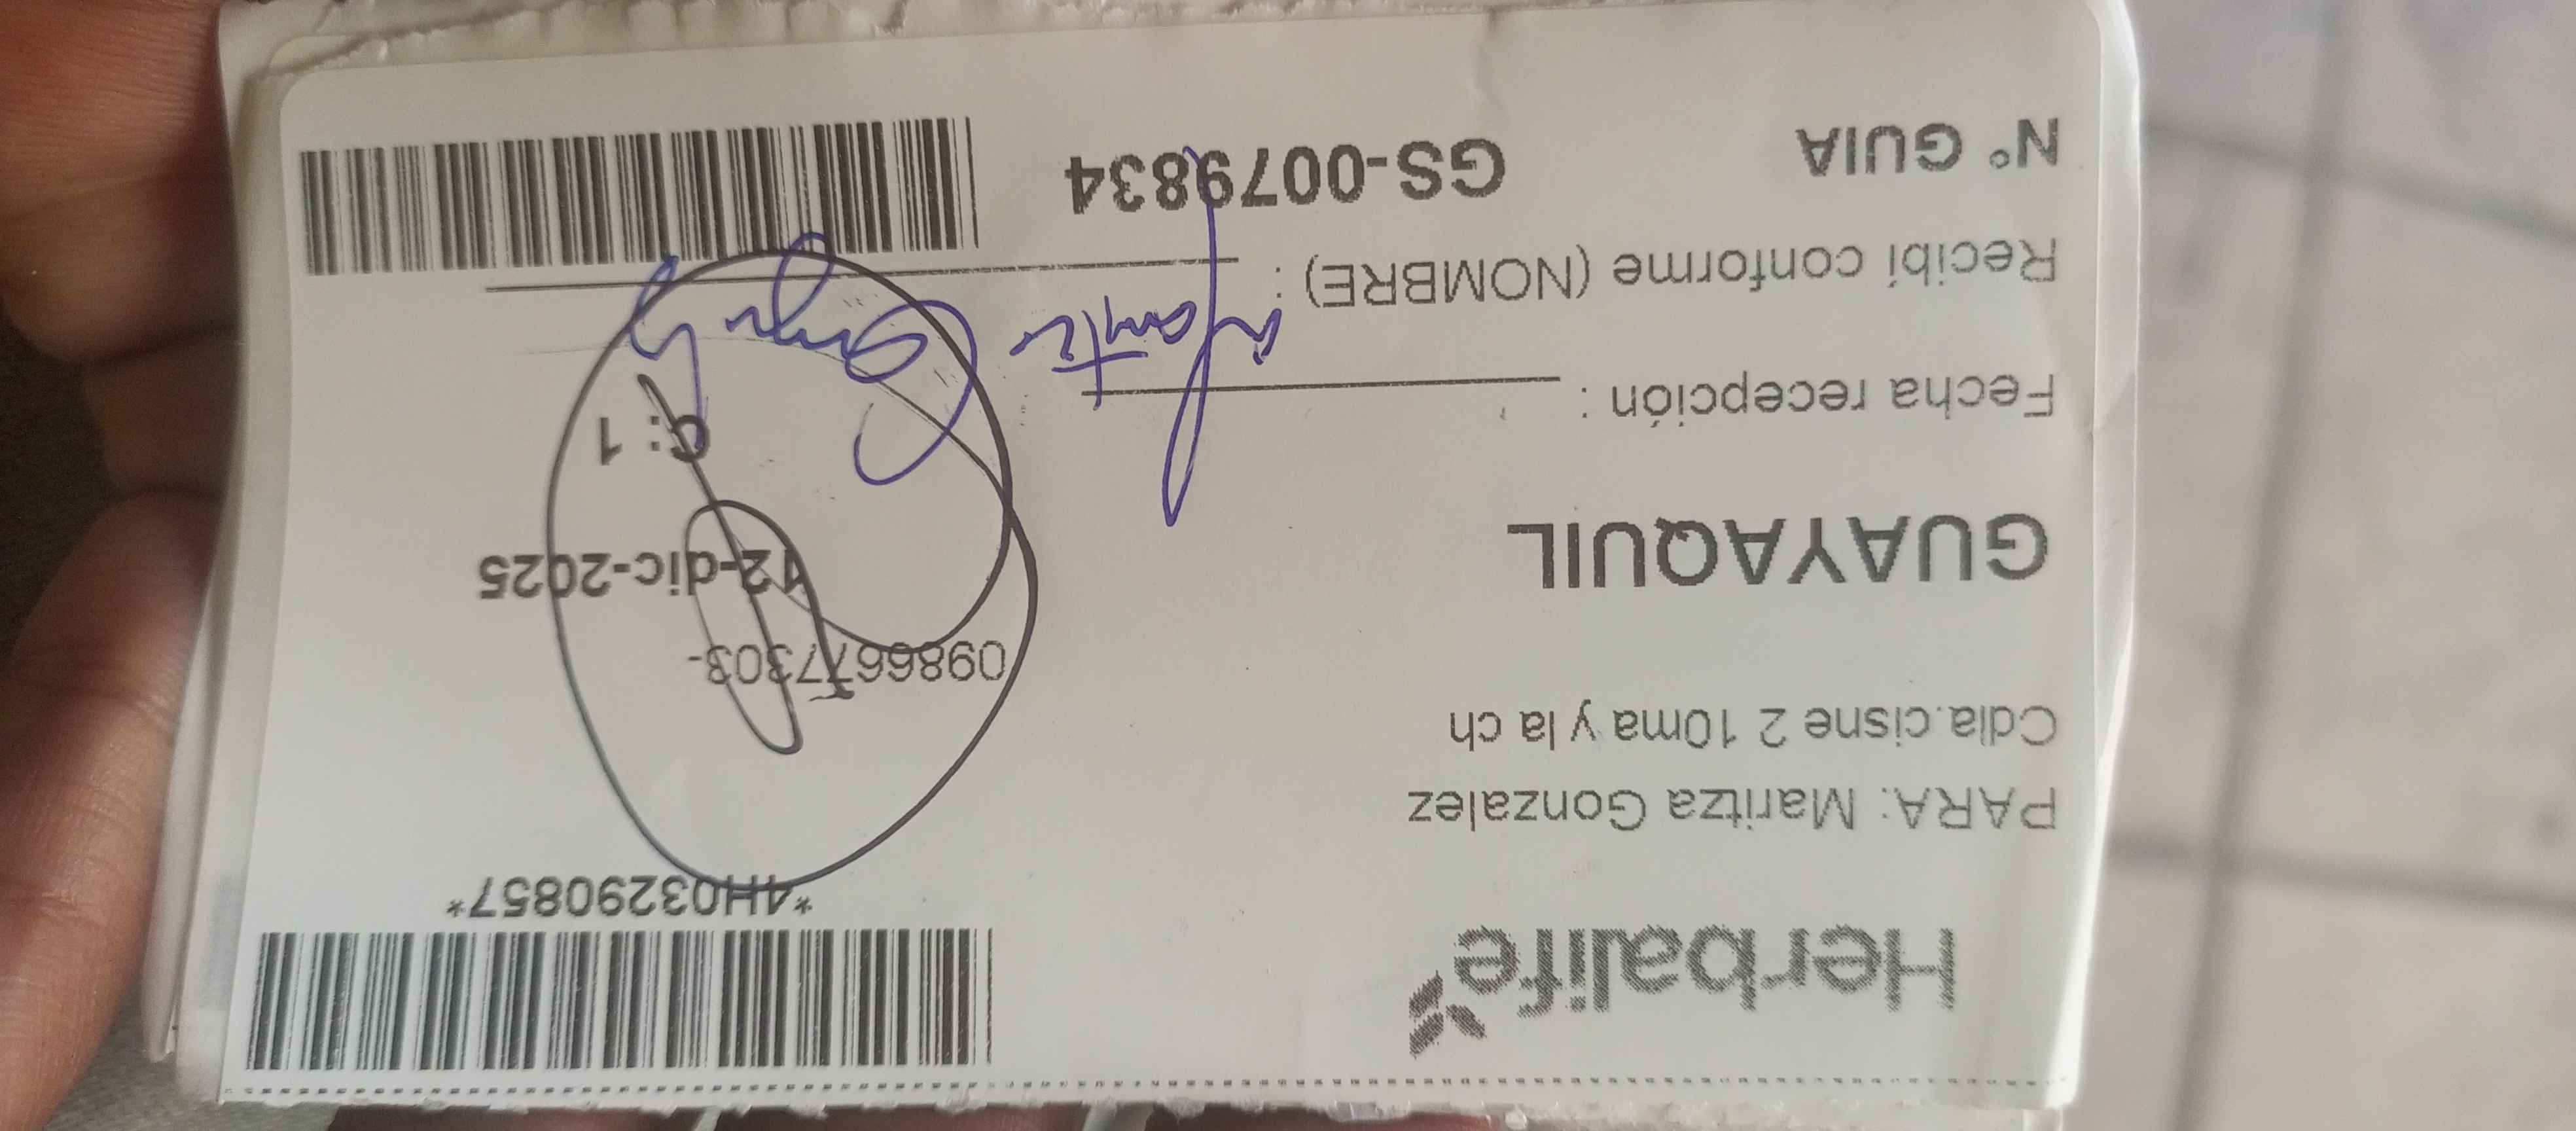 Herbalife
*4H03290857*
PARA: Maritza Gonzalez
Cdla.cisne 2 10ma y la ch
0986677303-
GUAYAQUIL
12-dic-2025
C: 1
Fecha recepción :
Recibí conforme (NOMBRE) :
N° GUIA GS-0079834